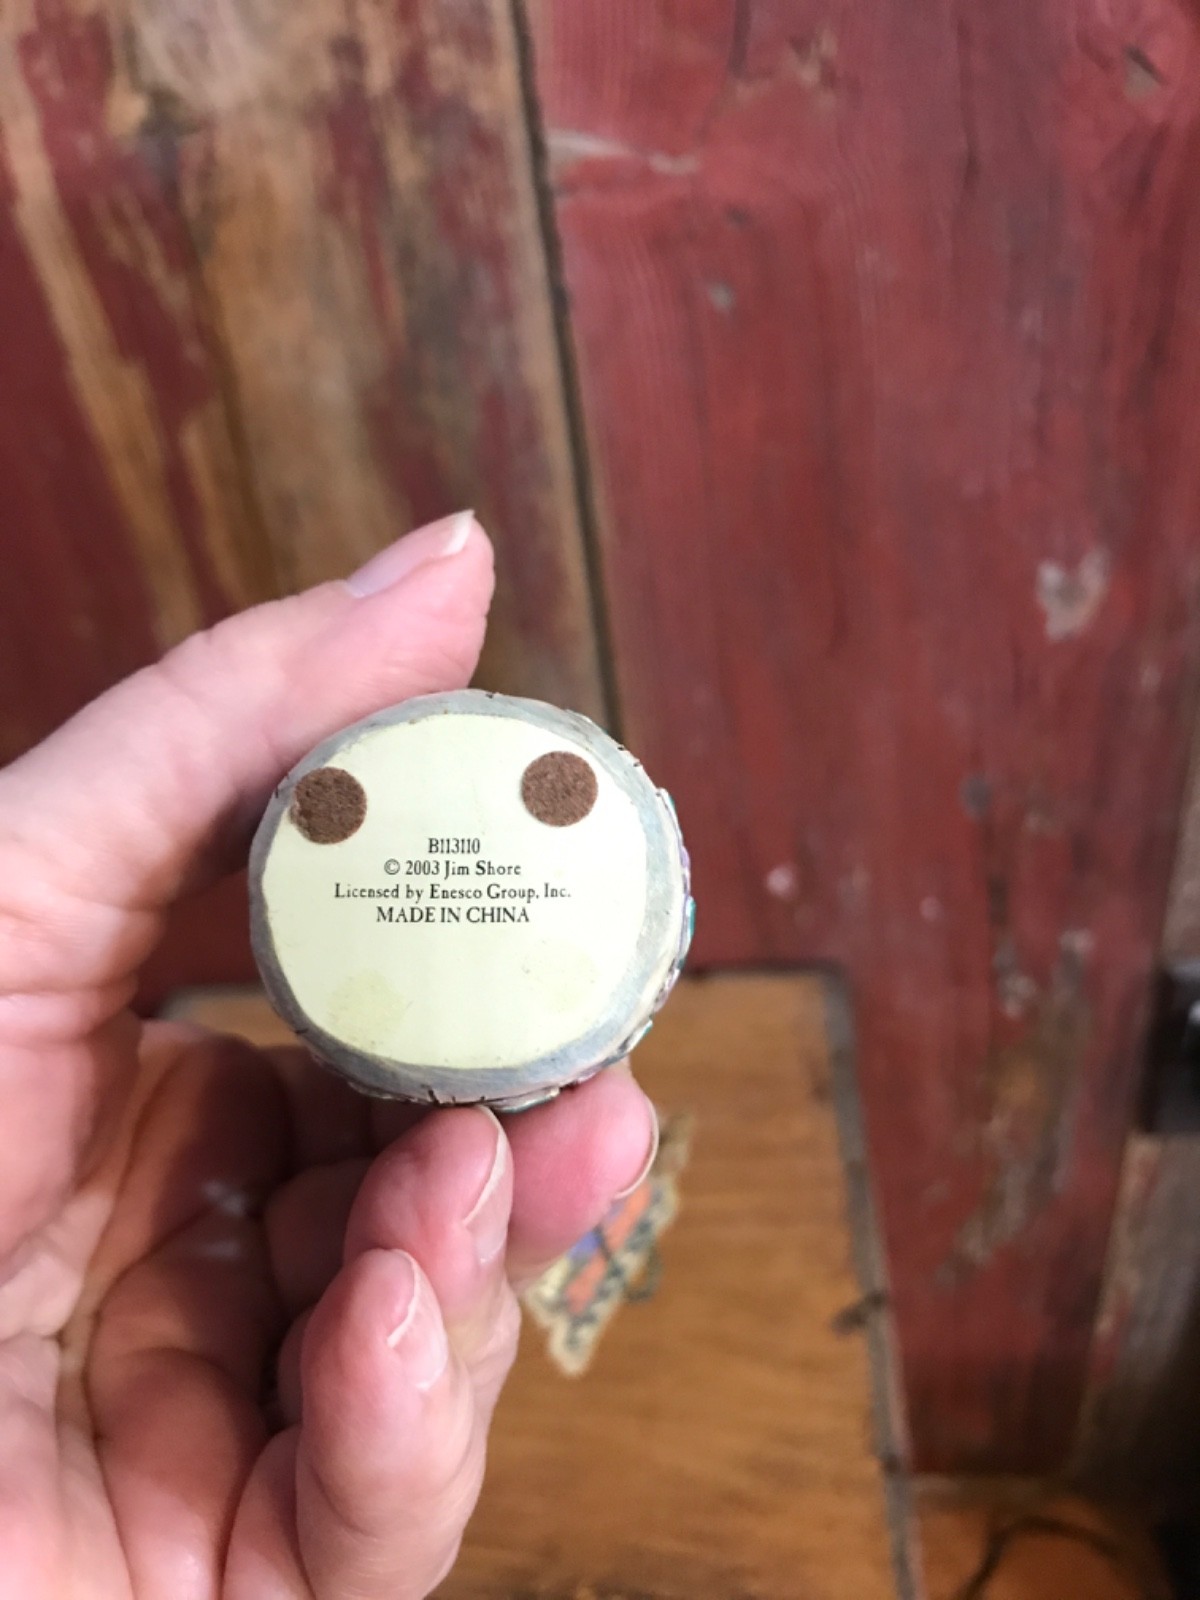 B113110
© 2003 Jim Shore
Licensed by Enesco Group, Inc.
MADE IN CHINA